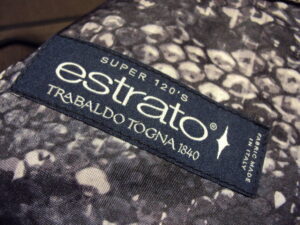 SUPER 120'S
estrato®
TRABALDO TOGNA 1840
FABRIC MADE
IN ITALY